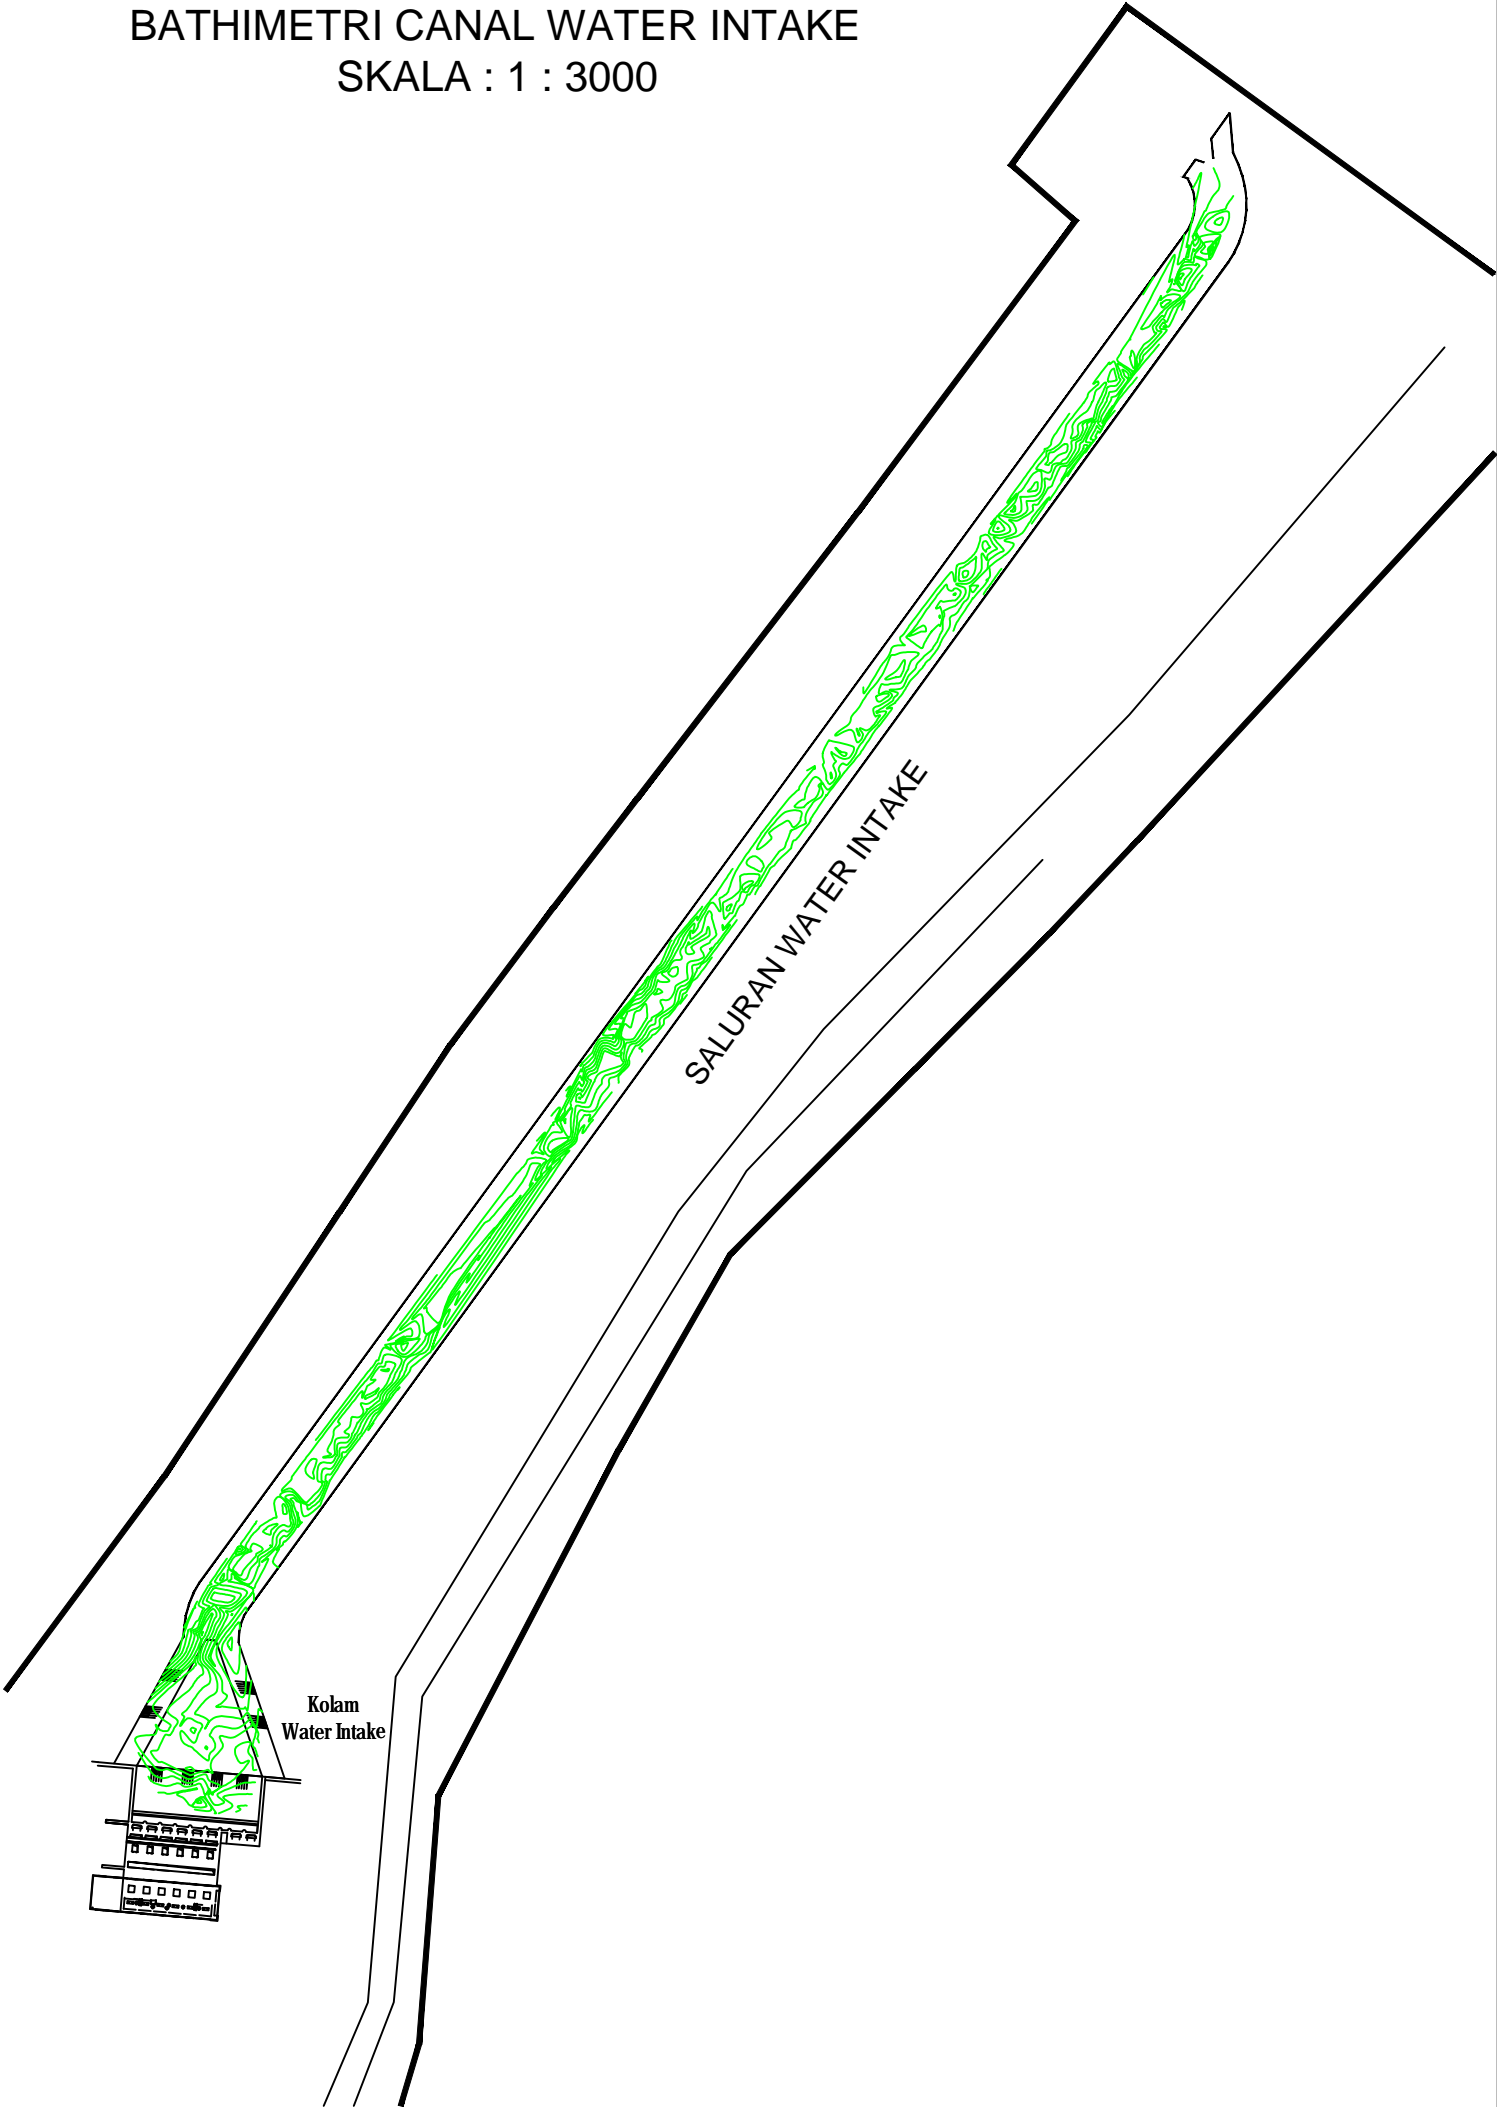 BATHIMETRI CANAL WATER INTAKE
SKALA : 1 : 3000
SALURAN WATER INTAKE
Kolam
Water Intake